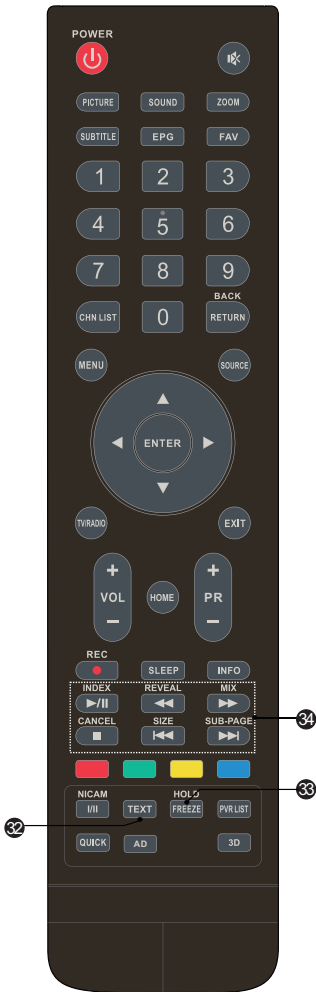 POWER
PICTURE SOUND ZOOM
SUBTITLE EPG FAV
1 2 3
4 5 6
7 8 9
BACK
CHN LIST 0 RETURN
MENU SOURCE
ENTER
TV/RADIO EXIT
+ +
VOL HOME PR
− −
REC
SLEEP INFO
INDEX REVEAL MIX
CANCEL SIZE SUB-PAGE
34
33
NICAM HOLD
I/II TEXT FREEZE PVR LIST
32
QUICK AD 3D